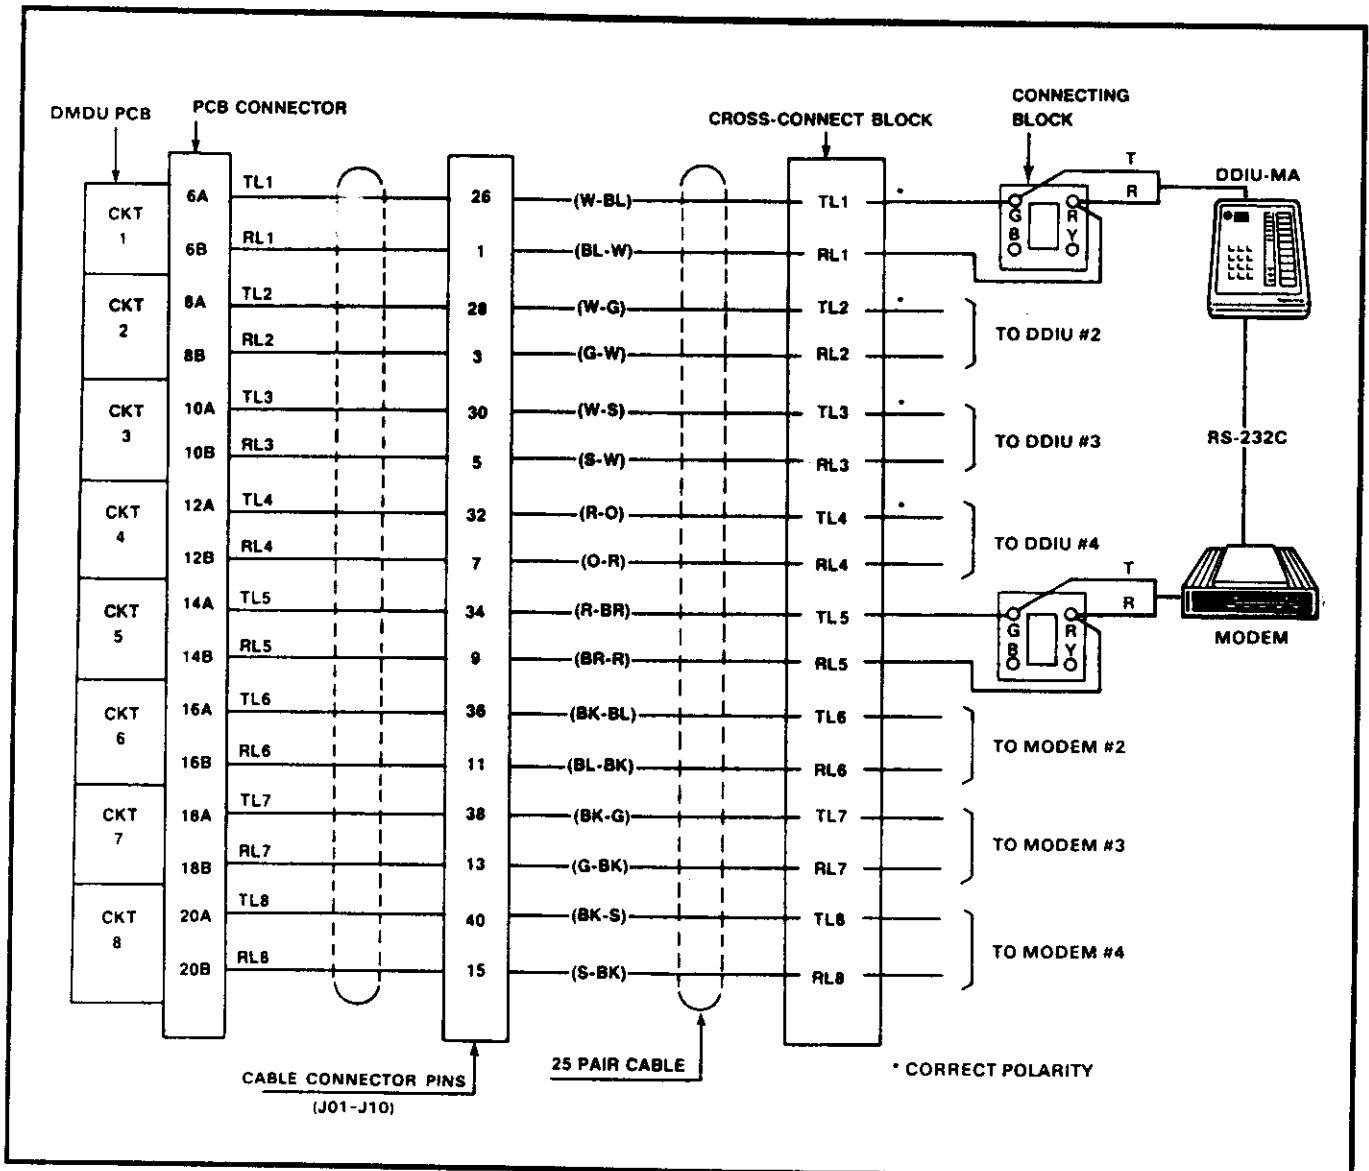 DMDU PCB
PCB CONNECTOR
CROSS-CONNECT BLOCK
CONNECTING
BLOCK
DDIU-MA
T
R
G
R
B
Y
CKT
1
6A TL1 26 (W-BL) TL1 *
6B RL1 1 (BL-W) RL1
CKT
2
8A TL2 28 (W-G) TL2 *
8B RL2 3 (G-W) RL2
TO DDIU #2
CKT
3
10A TL3 30 (W-S) TL3 *
10B RL3 5 (S-W) RL3
TO DDIU #3
RS-232C
CKT
4
12A TL4 32 (R-O) TL4 *
12B RL4 7 (O-R) RL4
TO DDIU #4
CKT
5
14A TL5 34 (R-BR) TL5
14B RL5 9 (BR-R) RL5
T
R
G
R
B
Y
MODEM
CKT
6
16A TL6 36 (BK-BL) TL6
16B RL6 11 (BL-BK) RL6
TO MODEM #2
CKT
7
18A TL7 38 (BK-G) TL7
18B RL7 13 (G-BK) RL7
TO MODEM #3
CKT
8
20A TL8 40 (BK-S) TL8
20B RL8 15 (S-BK) RL8
TO MODEM #4
CABLE CONNECTOR PINS
(J01-J10)
25 PAIR CABLE
* CORRECT POLARITY